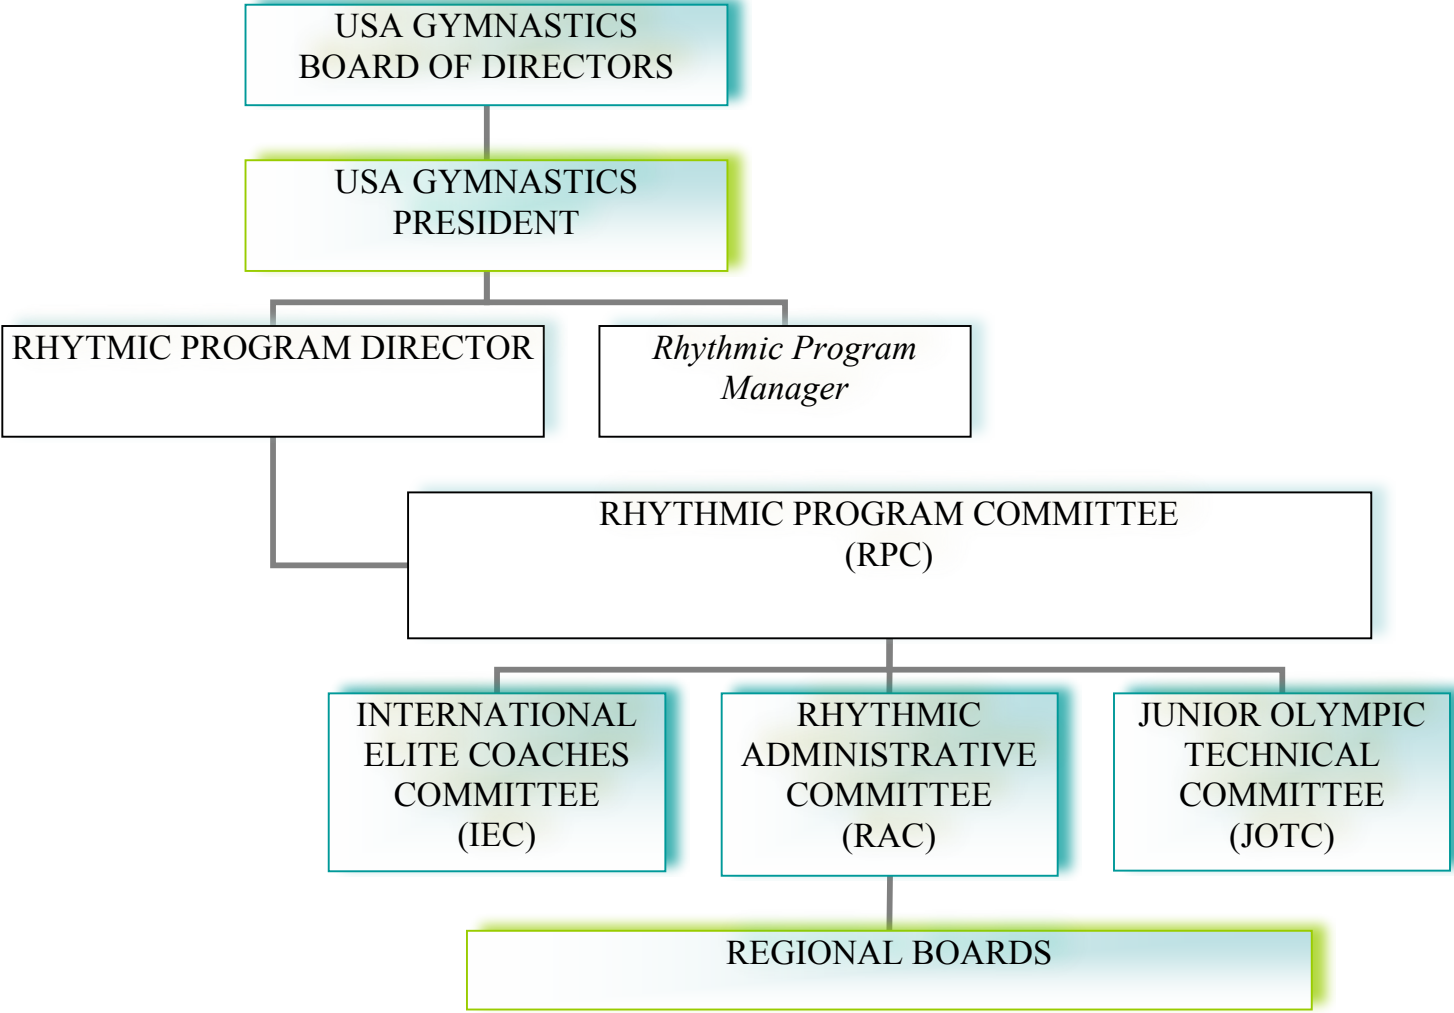 USA GYMNASTICS
BOARD OF DIRECTORS
USA GYMNASTICS
PRESIDENT
RHYTMIC PROGRAM DIRECTOR
Rhythmic Program
Manager
RHYTHMIC PROGRAM COMMITTEE
(RPC)
INTERNATIONAL
ELITE COACHES
COMMITTEE
(IEC)
RHYTHMIC
ADMINISTRATIVE
COMMITTEE
(RAC)
JUNIOR OLYMPIC
TECHNICAL
COMMITTEE
(JOTC)
REGIONAL BOARDS